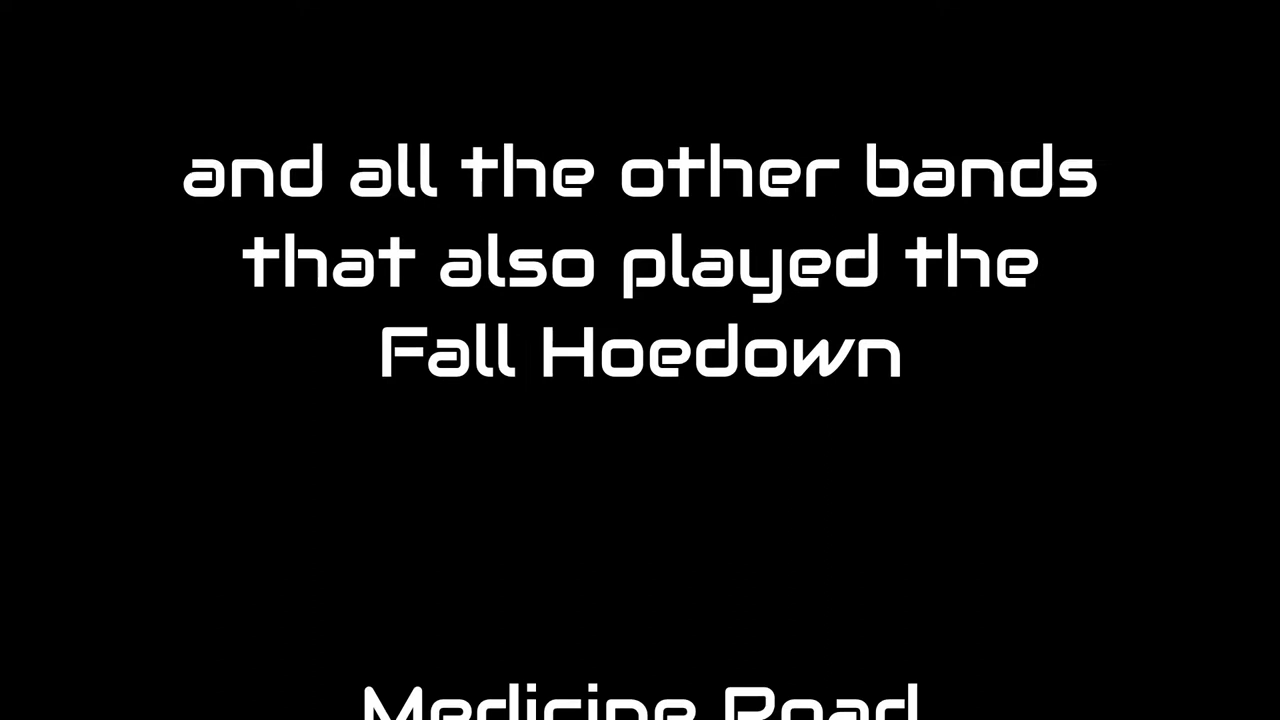 and all the other bands
that also played the
Fall Hoedown
Medicine Road